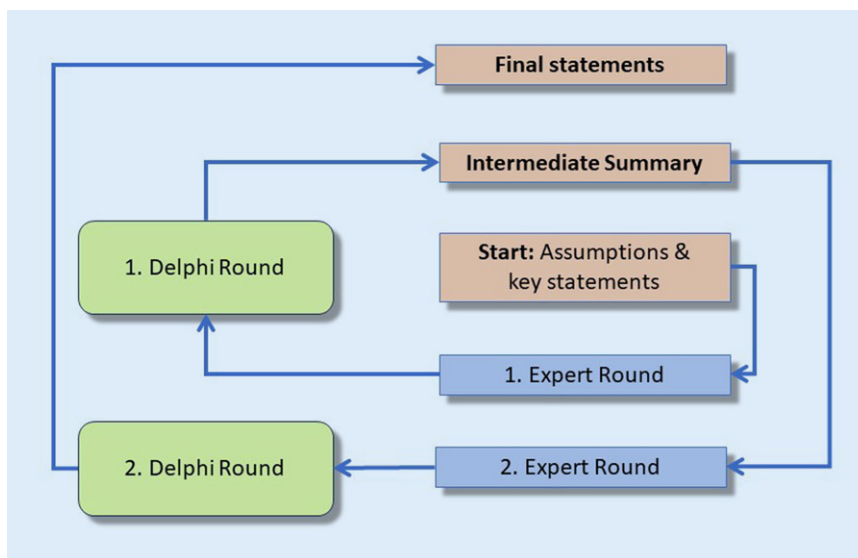 Final statements
Intermediate Summary
1. Delphi Round
Start: Assumptions &
key statements
1. Expert Round
2. Delphi Round
2. Expert Round